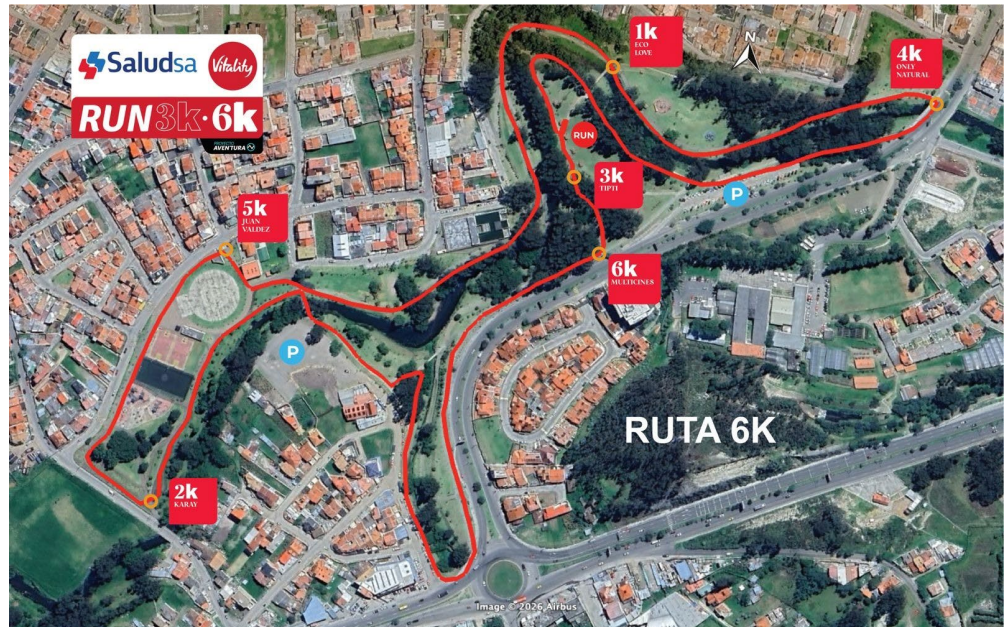 Saludsa
Vitality
RUN 3k·6k
PROYECTO
AVENTURA
1k
ECO
LOVE
N
4k
ONLY
NATURAL
RUN
3k
TIPTI
P
5k
JUAN
VALDEZ
6k
MULTICINES
P
RUTA 6K
2k
KARAY
Image © 2026 Airbus